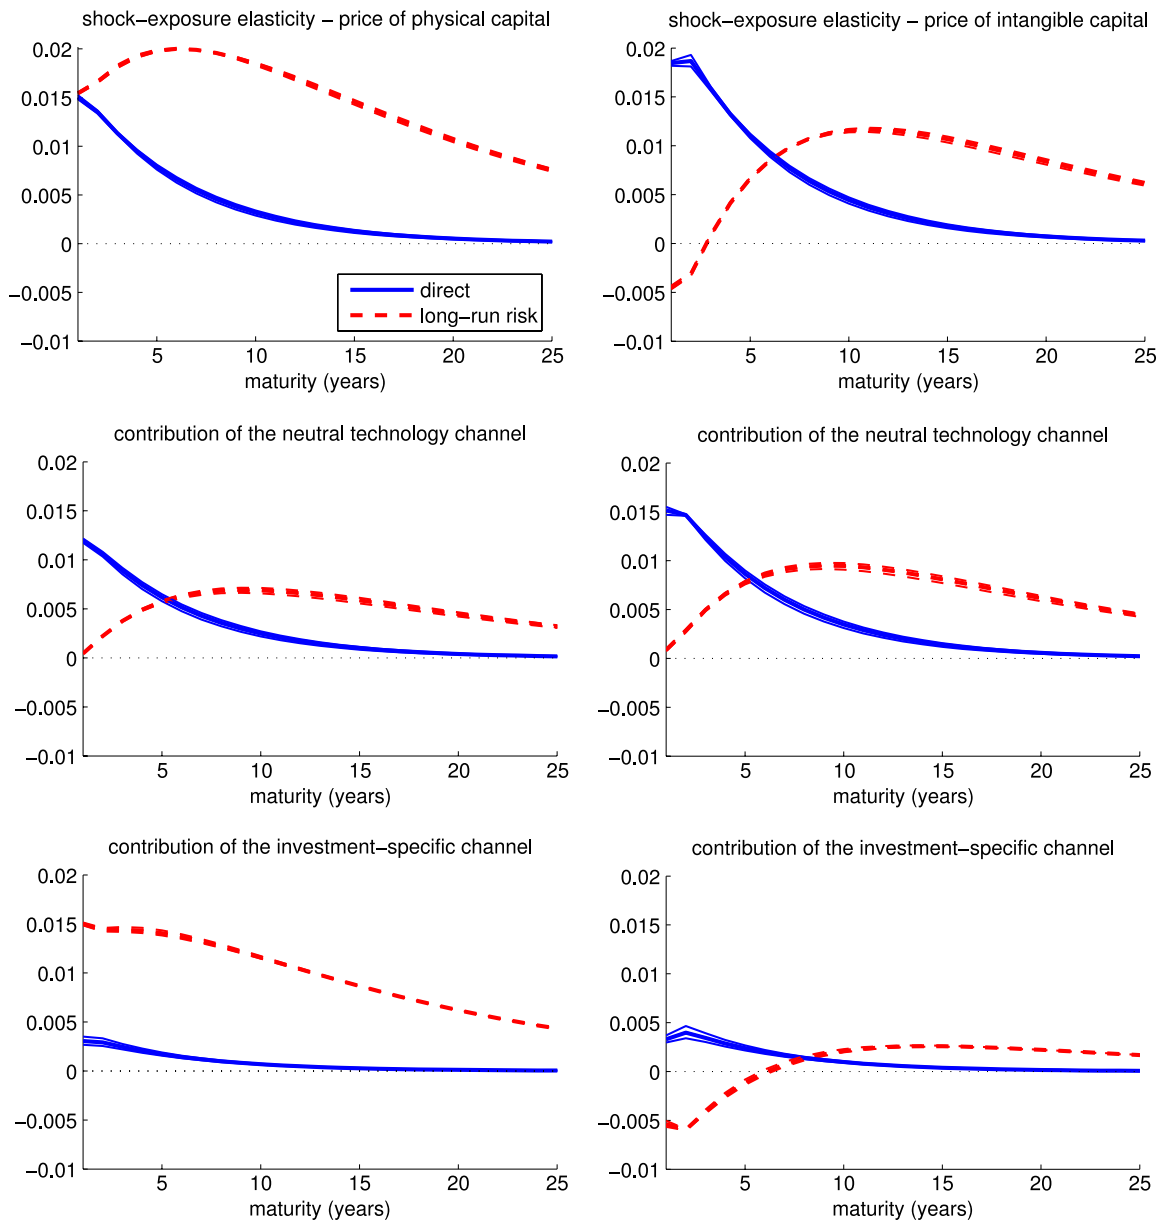 shock−exposure elasticity − price of physical capital
0.02
0.015
0.01
0.005
0
−0.005
−0.01
direct
long−run risk
5 10 15 20 25
maturity (years)
shock−exposure elasticity − price of intangible capital
0.02
0.015
0.01
0.005
0
−0.005
−0.01
5 10 15 20 25
maturity (years)
contribution of the neutral technology channel
0.02
0.015
0.01
0.005
0
−0.005
−0.01
5 10 15 20 25
maturity (years)
contribution of the neutral technology channel
0.02
0.015
0.01
0.005
0
−0.005
−0.01
5 10 15 20 25
maturity (years)
contribution of the investment−specific channel
0.02
0.015
0.01
0.005
0
−0.005
−0.01
5 10 15 20 25
maturity (years)
contribution of the investment−specific channel
0.02
0.015
0.01
0.005
0
−0.005
−0.01
5 10 15 20 25
maturity (years)